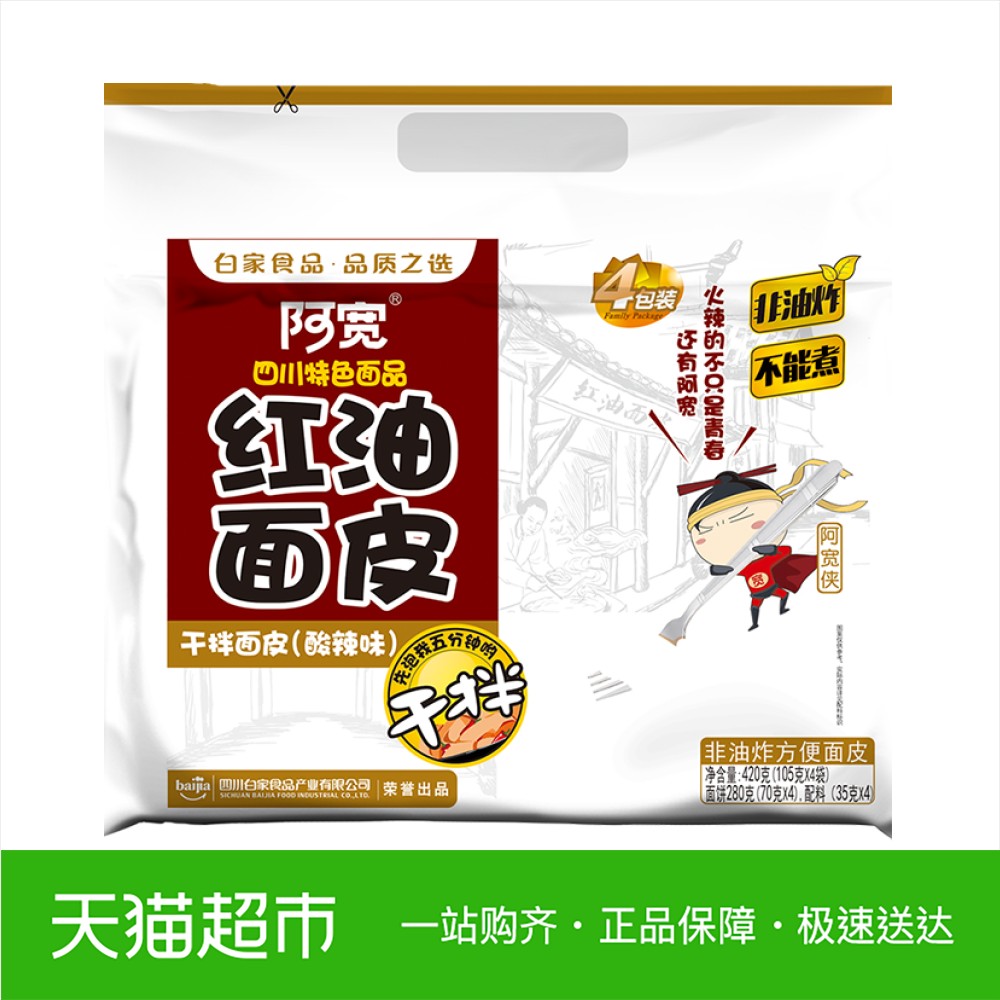 白家食品·品质之选
阿宽®
四川特色面品
红油
面皮
干拌面皮(酸辣味)
先泡我五分钟哟
干拌
baijia
四川白家食品产业有限公司
SICHUAN BAIJIA FOOD INDUSTRIAL CO.,LTD.
荣誉出品
4包装
Family Package
火辣的不只是青春
还有阿宽
非油炸
不能煮
红油面
宽
阿宽侠
非油炸方便面皮
净含量:420克(105克X4袋)
面饼280克(70克X4),配料(35克X4)
天猫超市
一站购齐·正品保障·极速送达